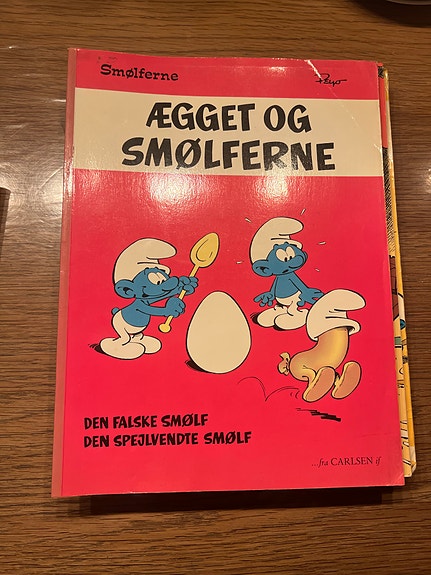 Smølferne
Peyo
ÆGGET OG
SMØLFERNE
DEN FALSKE SMØLF
DEN SPEJLVENDTE SMØLF
...fra CARLSEN if